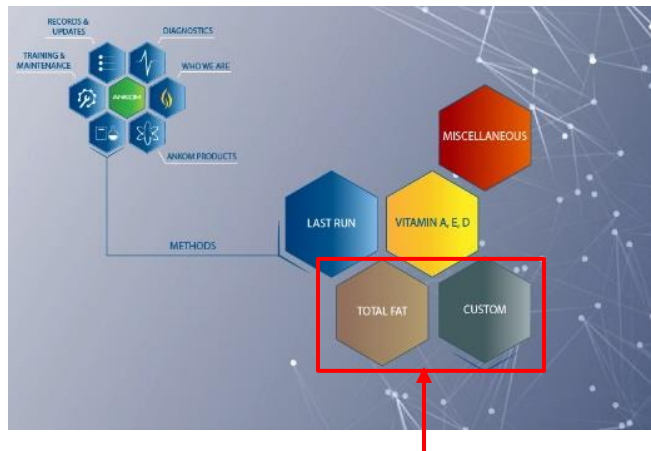 RECORDS &
UPDATES
DIAGNOSTICS
TRAINING &
MAINTENANCE
WHO WE ARE
ANKOM
ANKOM PRODUCTS
MISCELLANEOUS
LAST RUN
VITAMIN A, E, D
METHODS
TOTAL FAT
CUSTOM